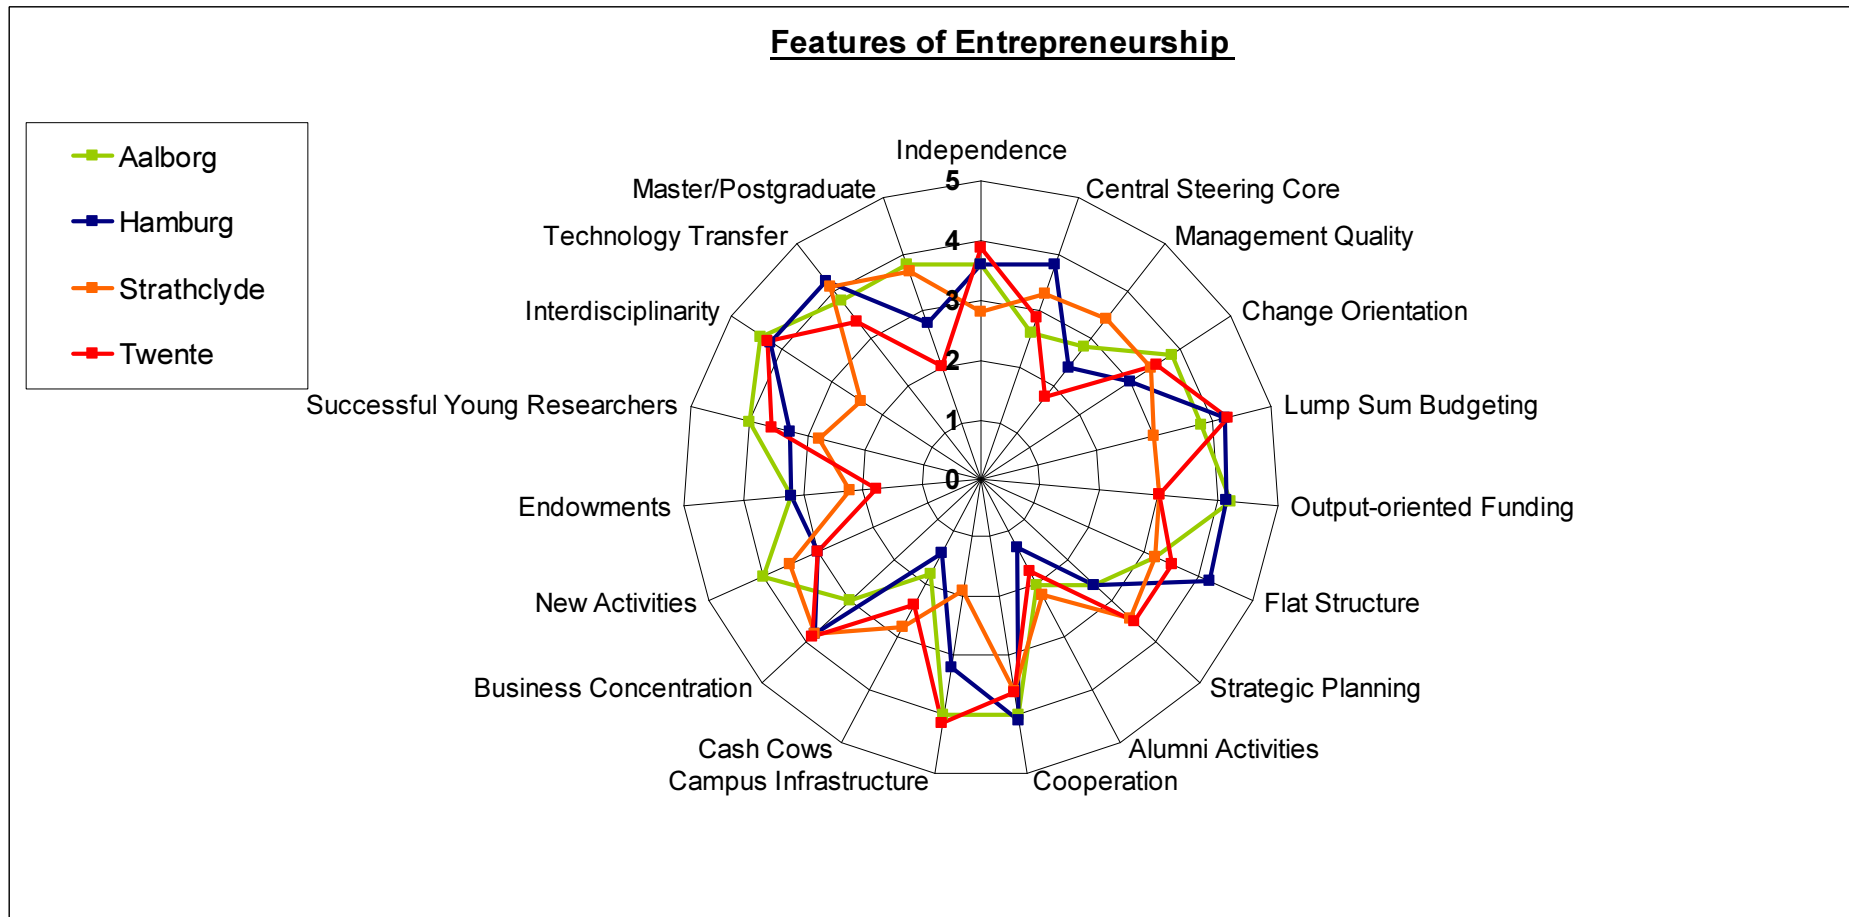 Features of Entrepreneurship
Aalborg
Hamburg
Strathclyde
Twente
Independence
Central Steering Core
Management Quality
Change Orientation
Lump Sum Budgeting
Output-oriented Funding
Flat Structure
Strategic Planning
Alumni Activities
Cooperation
Campus Infrastructure
Cash Cows
Business Concentration
New Activities
Endowments
Successful Young Researchers
Interdisciplinarity
Technology Transfer
Master/Postgraduate
5
4
3
2
1
0